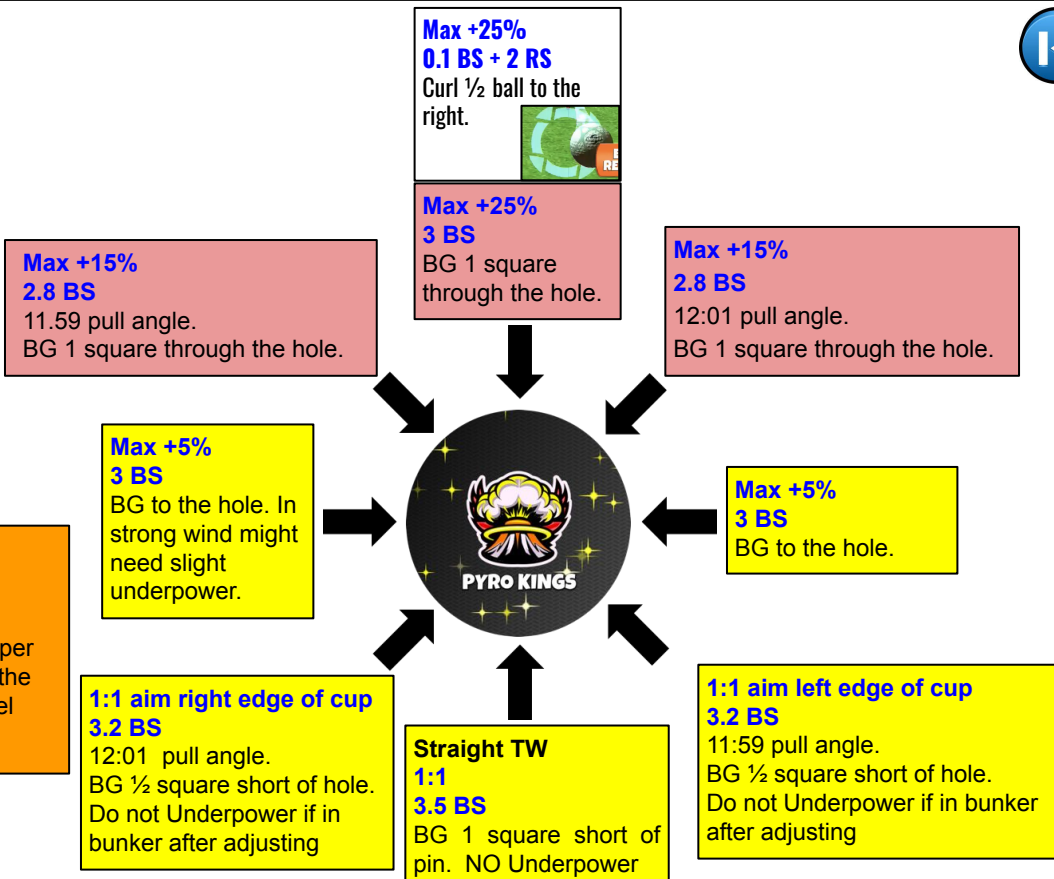 Max +25%
0.1 BS + 2 RS
Curl ½ ball to the
right.
Max +25%
3 BS
BG 1 square
through the hole.
Max +15%
2.8 BS
11.59 pull angle.
BG 1 square through the hole.
Max +15%
2.8 BS
12:01 pull angle.
BG 1 square through the hole.
Max +5%
3 BS
BG to the hole. In
strong wind might
need slight
underpower.
PYRO KINGS
Max +5%
3 BS
BG to the hole.
per
the
1:1 aim right edge of cup
3.2 BS
12:01 pull angle.
BG ½ square short of hole.
Do not Underpower if in
bunker after adjusting
Straight TW
1:1
3.5 BS
BG 1 square short of
pin. NO Underpower
1:1 aim left edge of cup
3.2 BS
11:59 pull angle.
BG ½ square short of hole.
Do not Underpower if in bunker
after adjusting